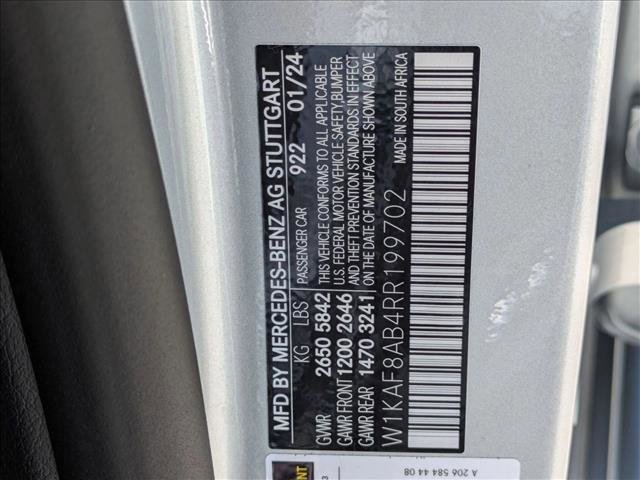 MFD BY MERCEDES-BENZ AG STUTTGART
922 01/24
KG LBS PASSENGER CAR
GVWR 2650 5842
GAWR FRONT 1200 2646
GAWR REAR 1470 3241
THIS VEHICLE CONFORMS TO ALL APPLICABLE
U.S. FEDERAL MOTOR VEHICLE SAFETY,BUMPER
AND THEFT PREVENTION STANDARDS IN EFFECT
ON THE DATE OF MANUFACTURE SHOWN ABOVE
W1KAF8AB4RR199702 MADE IN SOUTH AFRICA
A 206 584 44 08